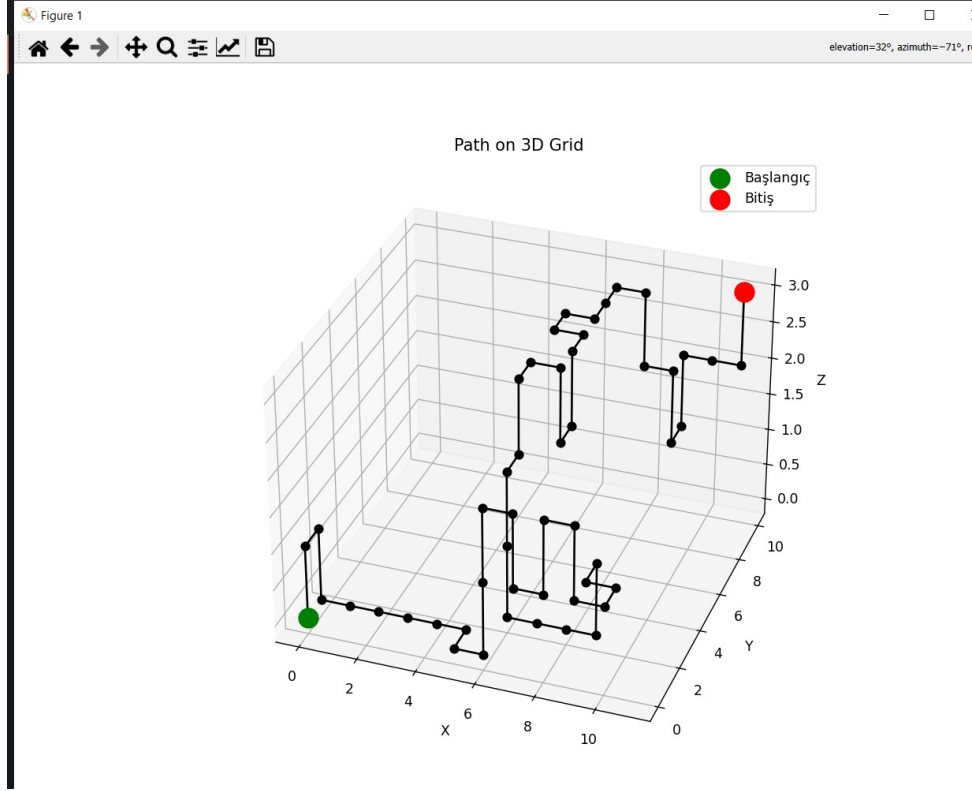 Figure 1
elevation=32°, azimuth=−71°, r
Path on 3D Grid
Başlangıç
Bitiş
3.0
2.5
2.0
Z
1.5
1.0
0.5
0.0
10
8
6
4
Y
2
0
0
2
4
6
8
10
X